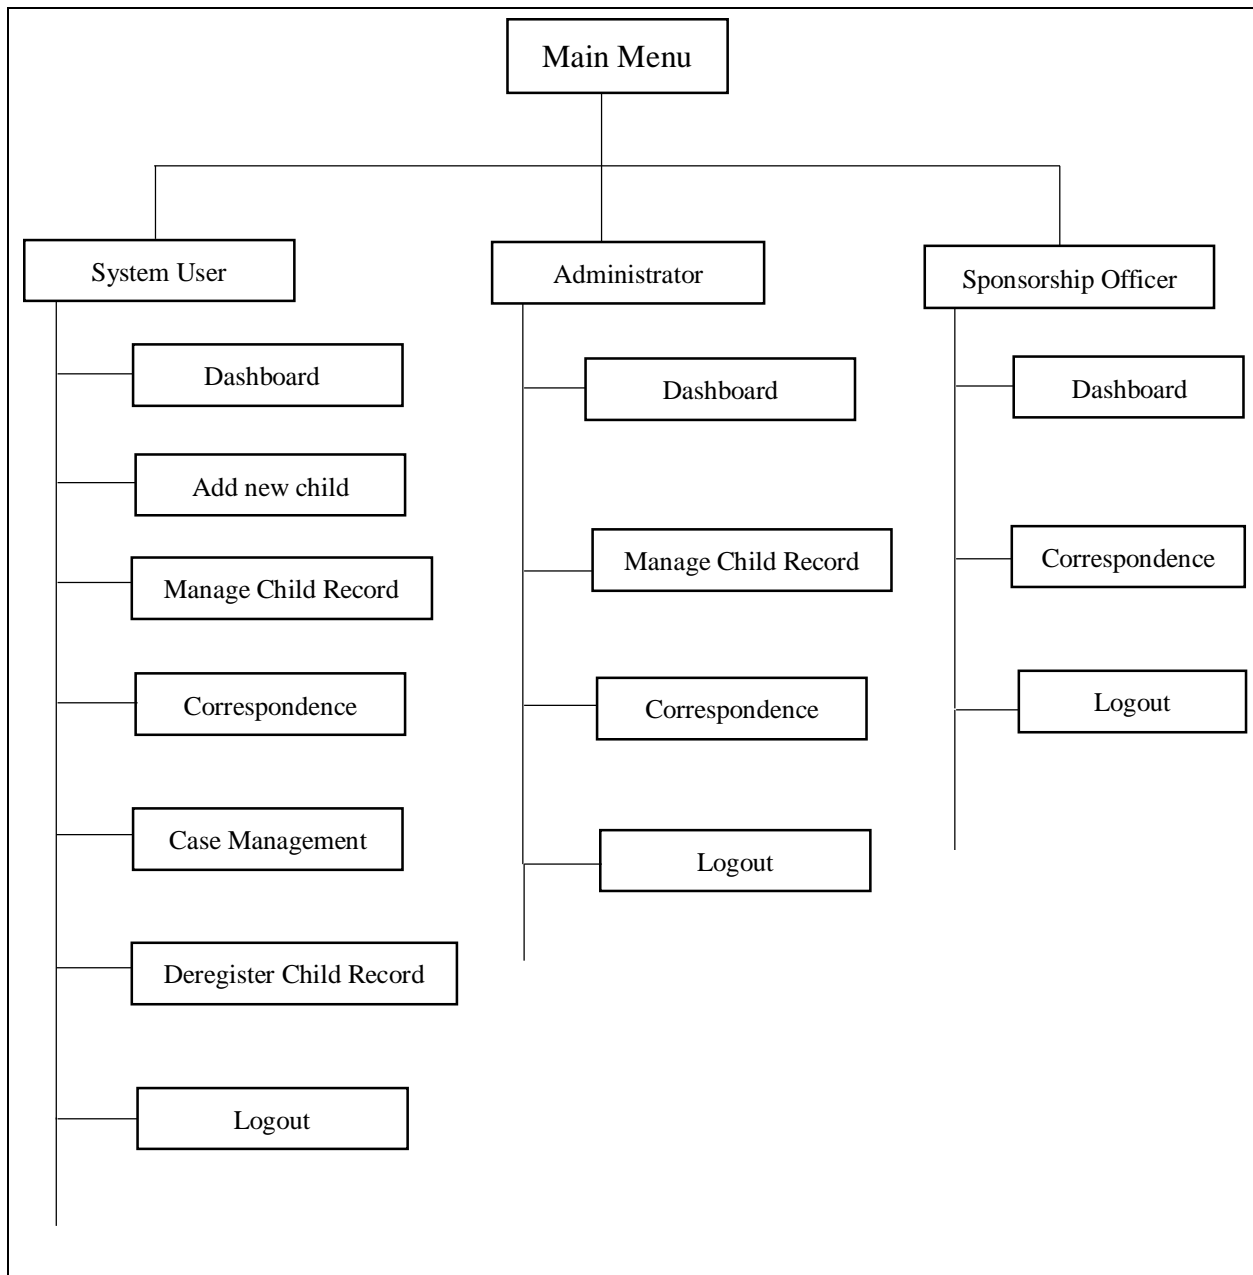 Main Menu
System User
Administrator
Sponsorship Officer
Dashboard
Add new child
Manage Child Record
Correspondence
Case Management
Deregister Child Record
Logout
Dashboard
Manage Child Record
Correspondence
Logout
Dashboard
Correspondence
Logout